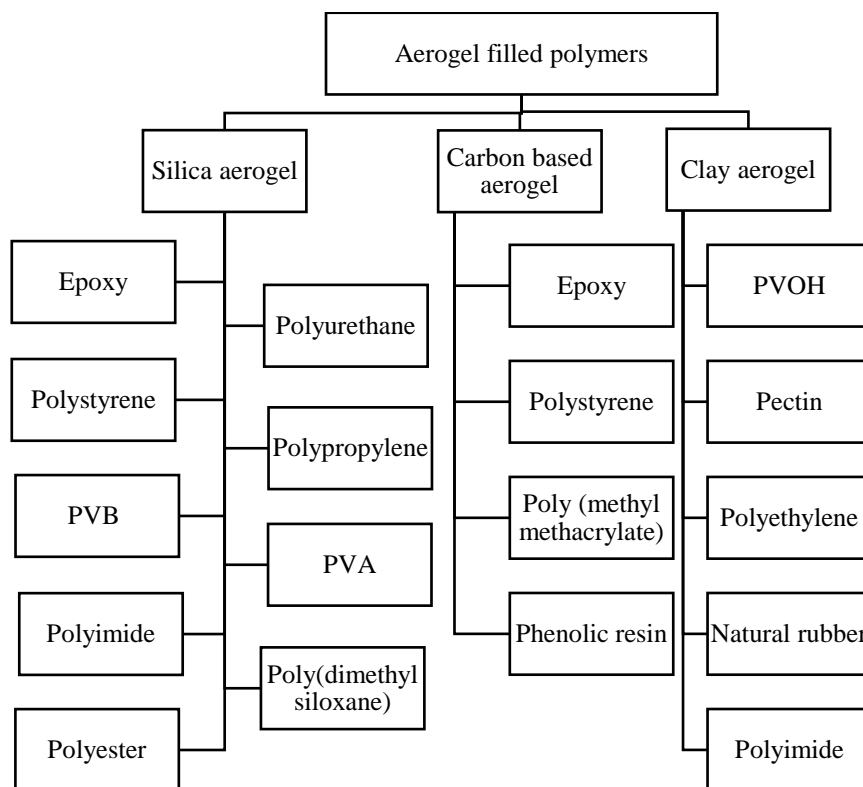 Aerogel filled polymers
Silica aerogel
Carbon based
aerogel
Clay aerogel
Epoxy
Polystyrene
PVB
Polyimide
Polyester
Polyurethane
Polypropylene
PVA
Poly(dimethyl
siloxane)
Epoxy
Polystyrene
Poly (methyl
methacrylate)
Phenolic resin
PVOH
Pectin
Polyethylene
Natural rubber
Polyimide